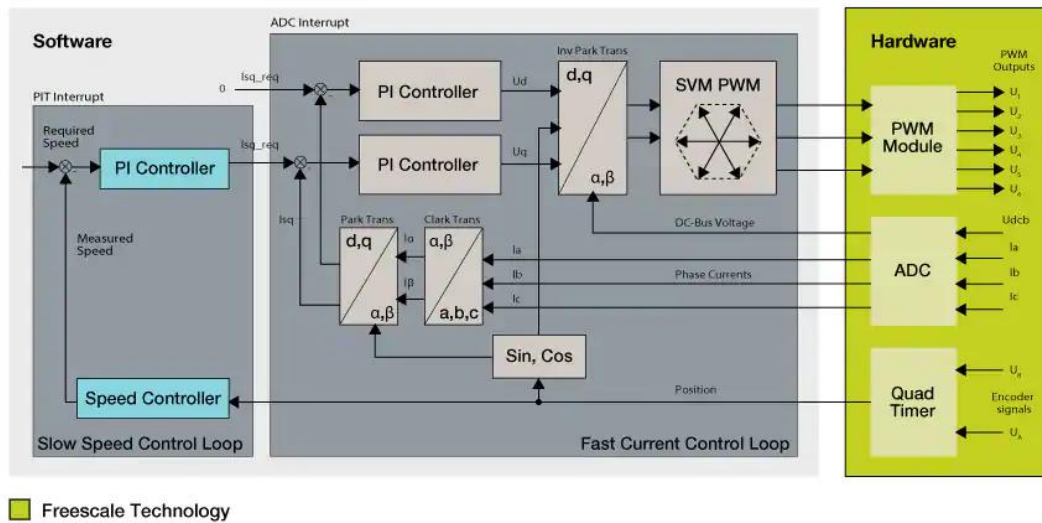 Software
ADC Interrupt
Hardware
PWM
Outputs
PIT Interrupt
Required
Speed
PI Controller
Measured
Speed
Speed Controller
Slow Speed Control Loop
0
Isq_req
Isq_req
Isq
PI Controller
Ud
PI Controller
Uq
Inv Park Trans
d,q
α,β
SVM PWM
DC-Bus Voltage
Park Trans
d,q
α,β
Iα
Iβ
Clark Trans
α,β
a,b,c
Ia
Ib
Ic
Phase Currents
Sin, Cos
Position
Fast Current Control Loop
PWM
Module
U1
U2
U3
U4
U5
U6
ADC
Udcb
Ia
Ib
Ic
Quad
Timer
UB
Encoder
signals
UA
Freescale Technology